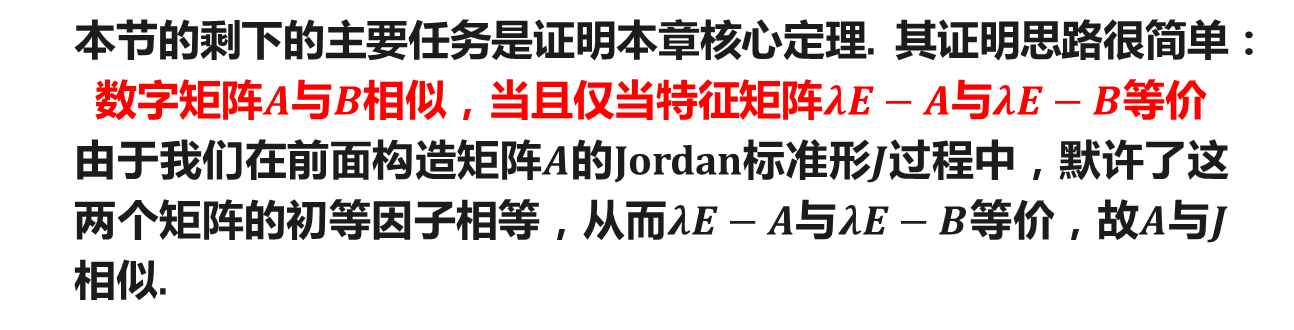 本节的剩下的主要任务是证明本章核心定理. 其证明思路很简单：
数字矩阵A与B相似，当且仅当特征矩阵λE − A与λE − B等价
由于我们在前面构造矩阵A的Jordan标准形J过程中，默许了这
两个矩阵的初等因子相等，从而λE − A与λE − B等价，故A与J
相似.